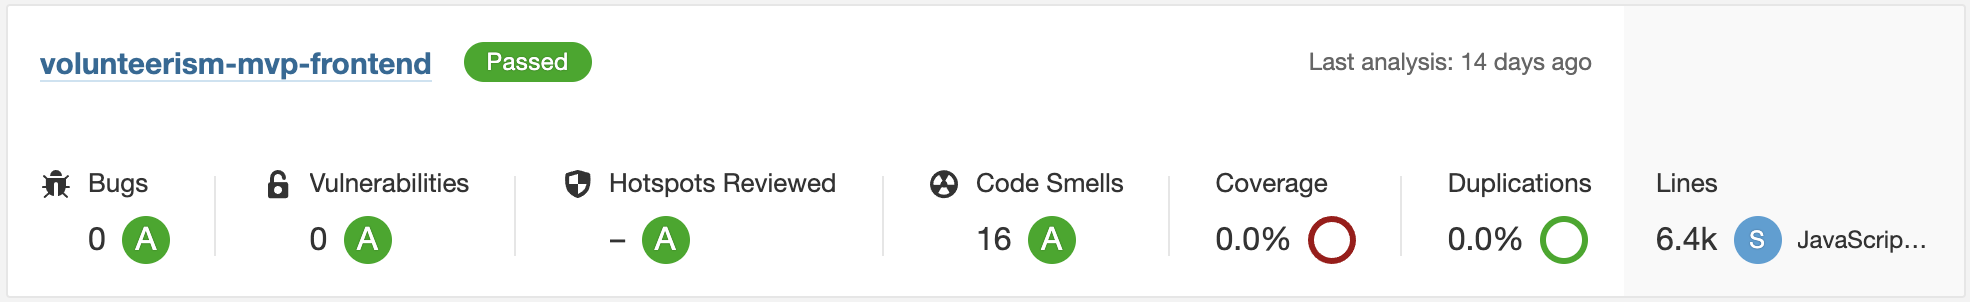 volunteerism-mvp-frontend Passed Last analysis: 14 days ago
Bugs Vulnerabilities Hotspots Reviewed Code Smells Coverage Duplications Lines
0 A 0 A – A 16 A 0.0% 0.0% 6.4k S JavaScrip...